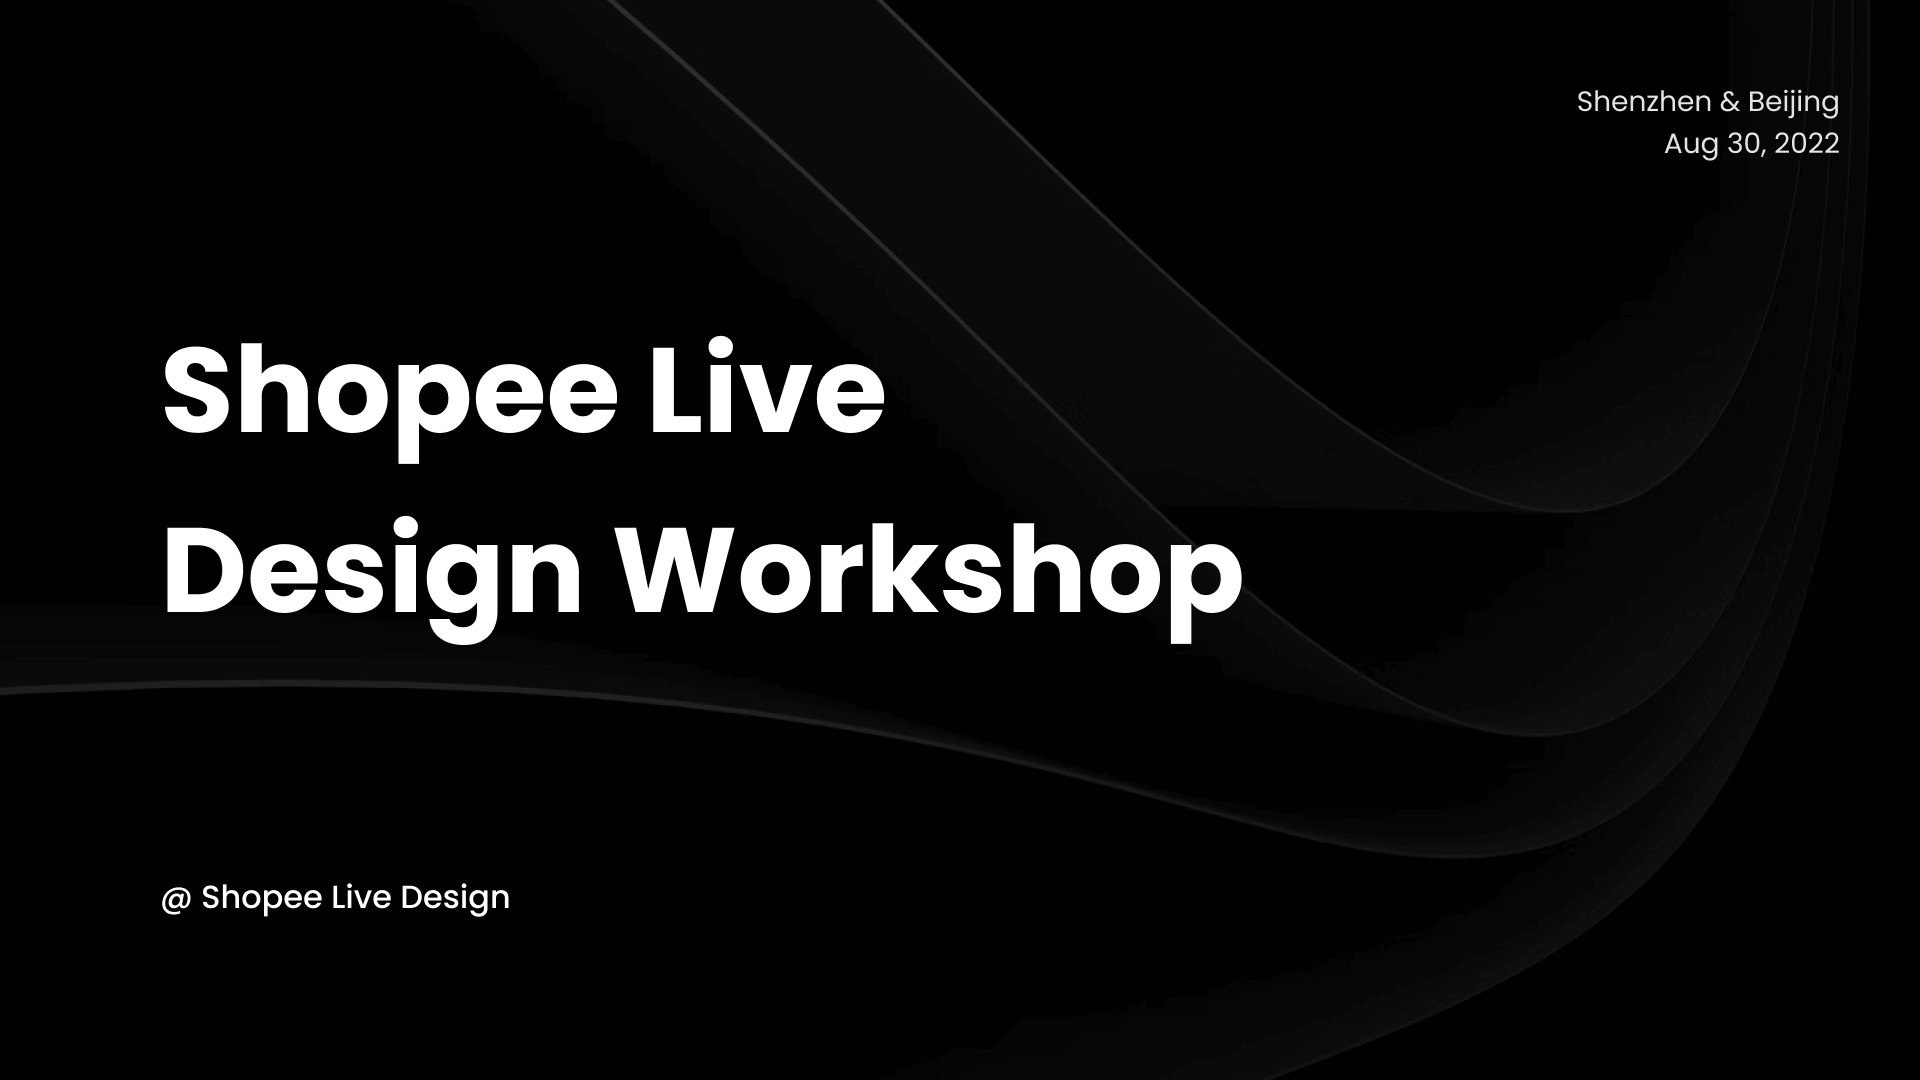 Shenzhen & Beijing
Aug 30, 2022
Shopee Live
Design Workshop
@ Shopee Live Design